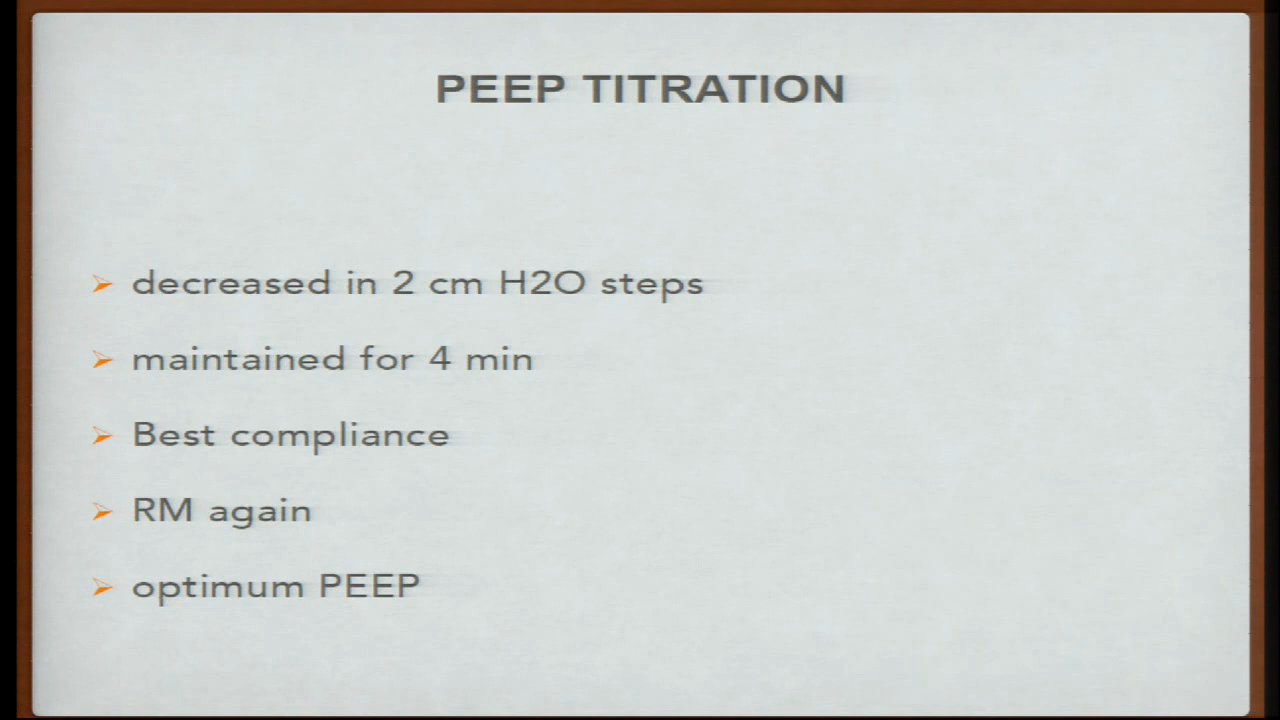 PEEP TITRATION
decreased in 2 cm H2O steps
maintained for 4 min
Best compliance
RM again
optimum PEEP